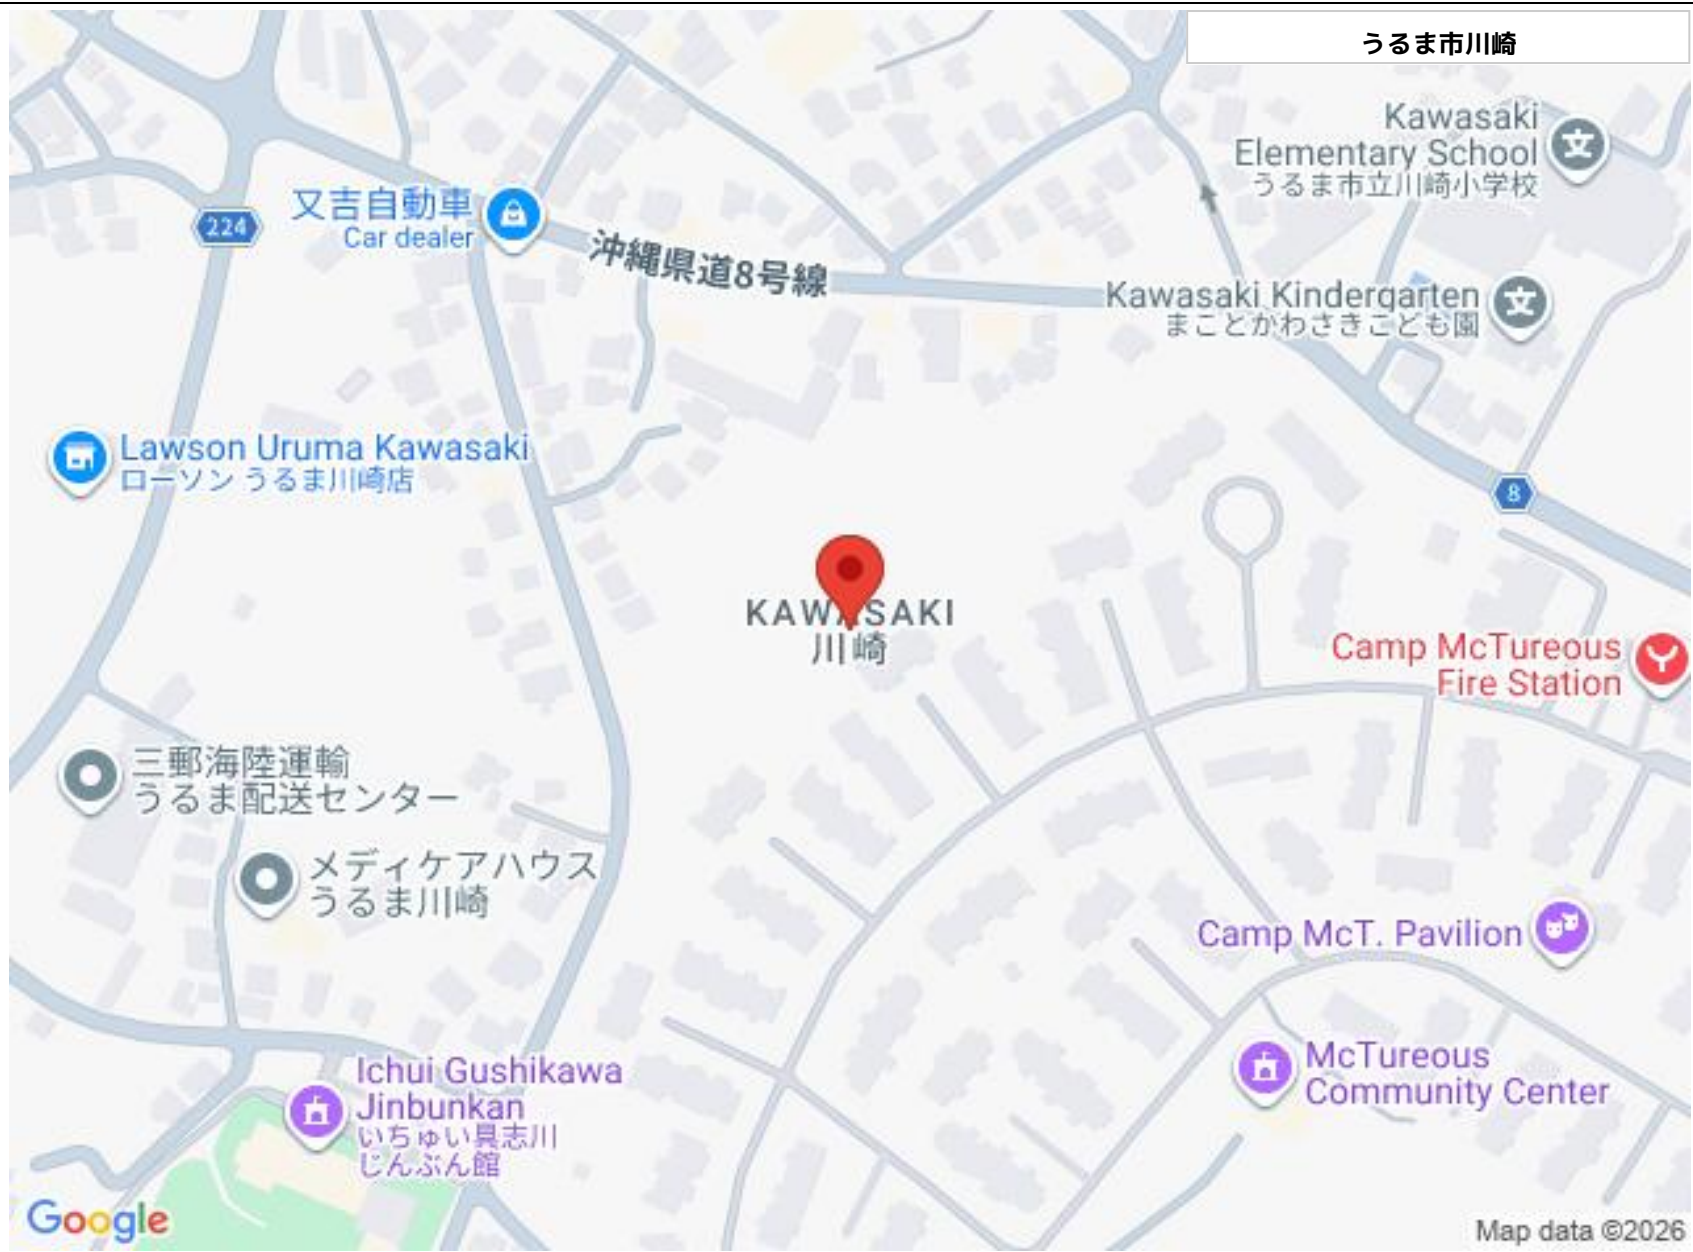 うるま市川崎
Kawasaki
Elementary School
うるま市立川崎小学校
又吉自動車
Car dealer
224
沖縄県道8号線
Kawasaki Kindergarten
まことかわさきこども園
Lawson Uruma Kawasaki
ローソン うるま川崎店
8
KAWASAKI
川崎
Camp McTureous
Fire Station
三郵海陸運輸
うるま配送センター
メディケアハウス
うるま川崎
Camp McT. Pavilion
McTureous
Community Center
Ichui Gushikawa
Jinbunkan
いちゅい具志川
じんぶん館
Google
Map data ©2026